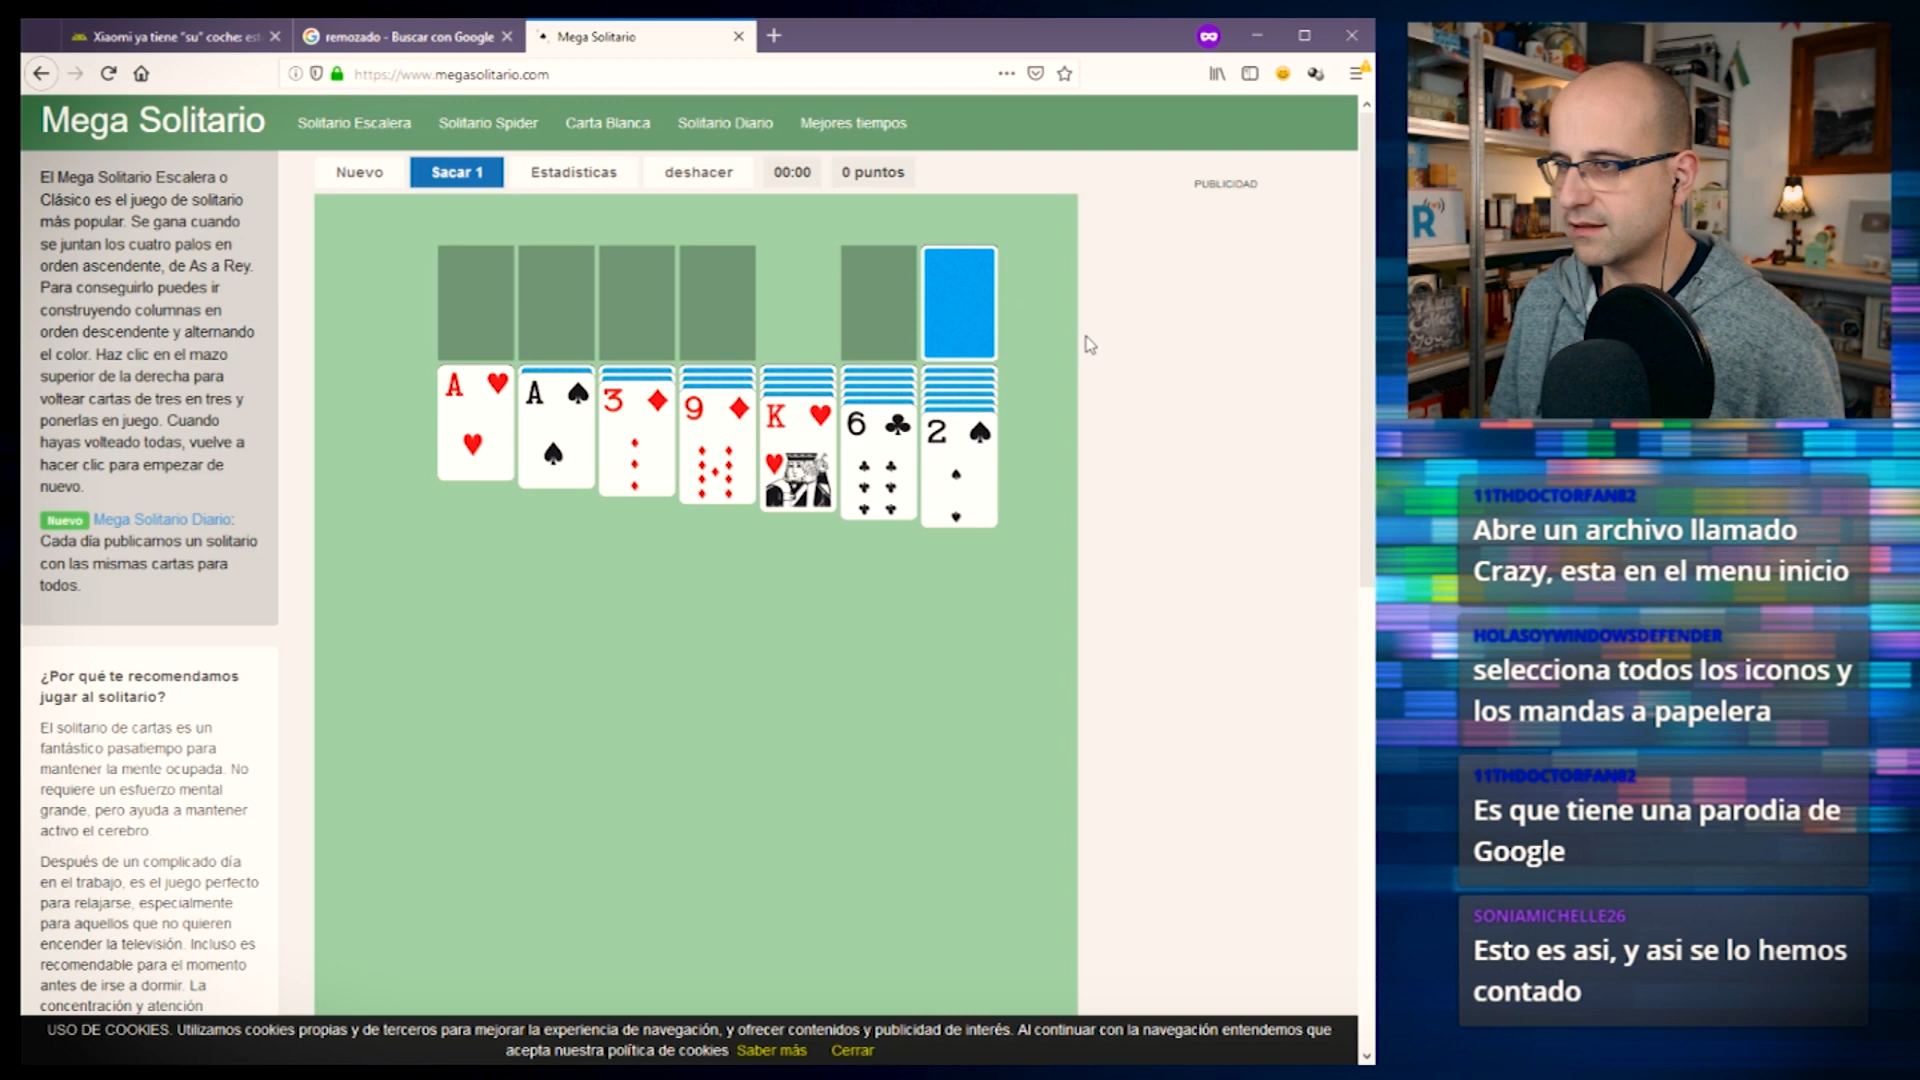 Xiaomi ya tiene "su" coche: est
remozado - Buscar con Google
Mega Solitario
https://www.megasolitario.com
Mega Solitario
Solitario Escalera
Solitario Spider
Carta Blanca
Solitario Diario
Mejores tiempos
Nuevo
Sacar 1
Estadísticas
deshacer
00:00
0 puntos
PUBLICIDAD
El Mega Solitario Escalera o
Clásico es el juego de solitario
más popular. Se gana cuando
se juntan los cuatro palos en
orden ascendente, de As a Rey.
Para conseguirlo puedes ir
construyendo columnas en
orden descendente y alternando
el color. Haz clic en el mazo
superior de la derecha para
voltear cartas de tres en tres y
ponerlas en juego. Cuando
hayas volteado todas, vuelve a
hacer clic para empezar de
nuevo.
Nuevo Mega Solitario Diario:
Cada día publicamos un solitario
con las mismas cartas para
todos.
A
A
3
9
K
6
2
¿Por qué te recomendamos
jugar al solitario?
El solitario de cartas es un
fantástico pasatiempo para
mantener la mente ocupada. No
requiere un esfuerzo mental
grande, pero ayuda a mantener
activo el cerebro.
Después de un complicado día
en el trabajo, es el juego perfecto
para relajarse, especialmente
para aquellos que no quieren
encender la televisión. Incluso es
recomendable para el momento
antes de irse a dormir. La
concentración y atención
USO DE COOKIES. Utilizamos cookies propias y de terceros para mejorar la experiencia de navegación, y ofrecer contenidos y publicidad de interés. Al continuar con la navegación entendemos que
acepta nuestra política de cookies Saber más Cerrar
R
11THDOCTORFAN82
Abre un archivo llamado
Crazy, esta en el menu inicio
HOLASOYWINDOWSDEFENDER
selecciona todos los iconos y
los mandas a papelera
11THDOCTORFAN82
Es que tiene una parodia de
Google
SONIAMICHELLE26
Esto es asi, y asi se lo hemos
contado